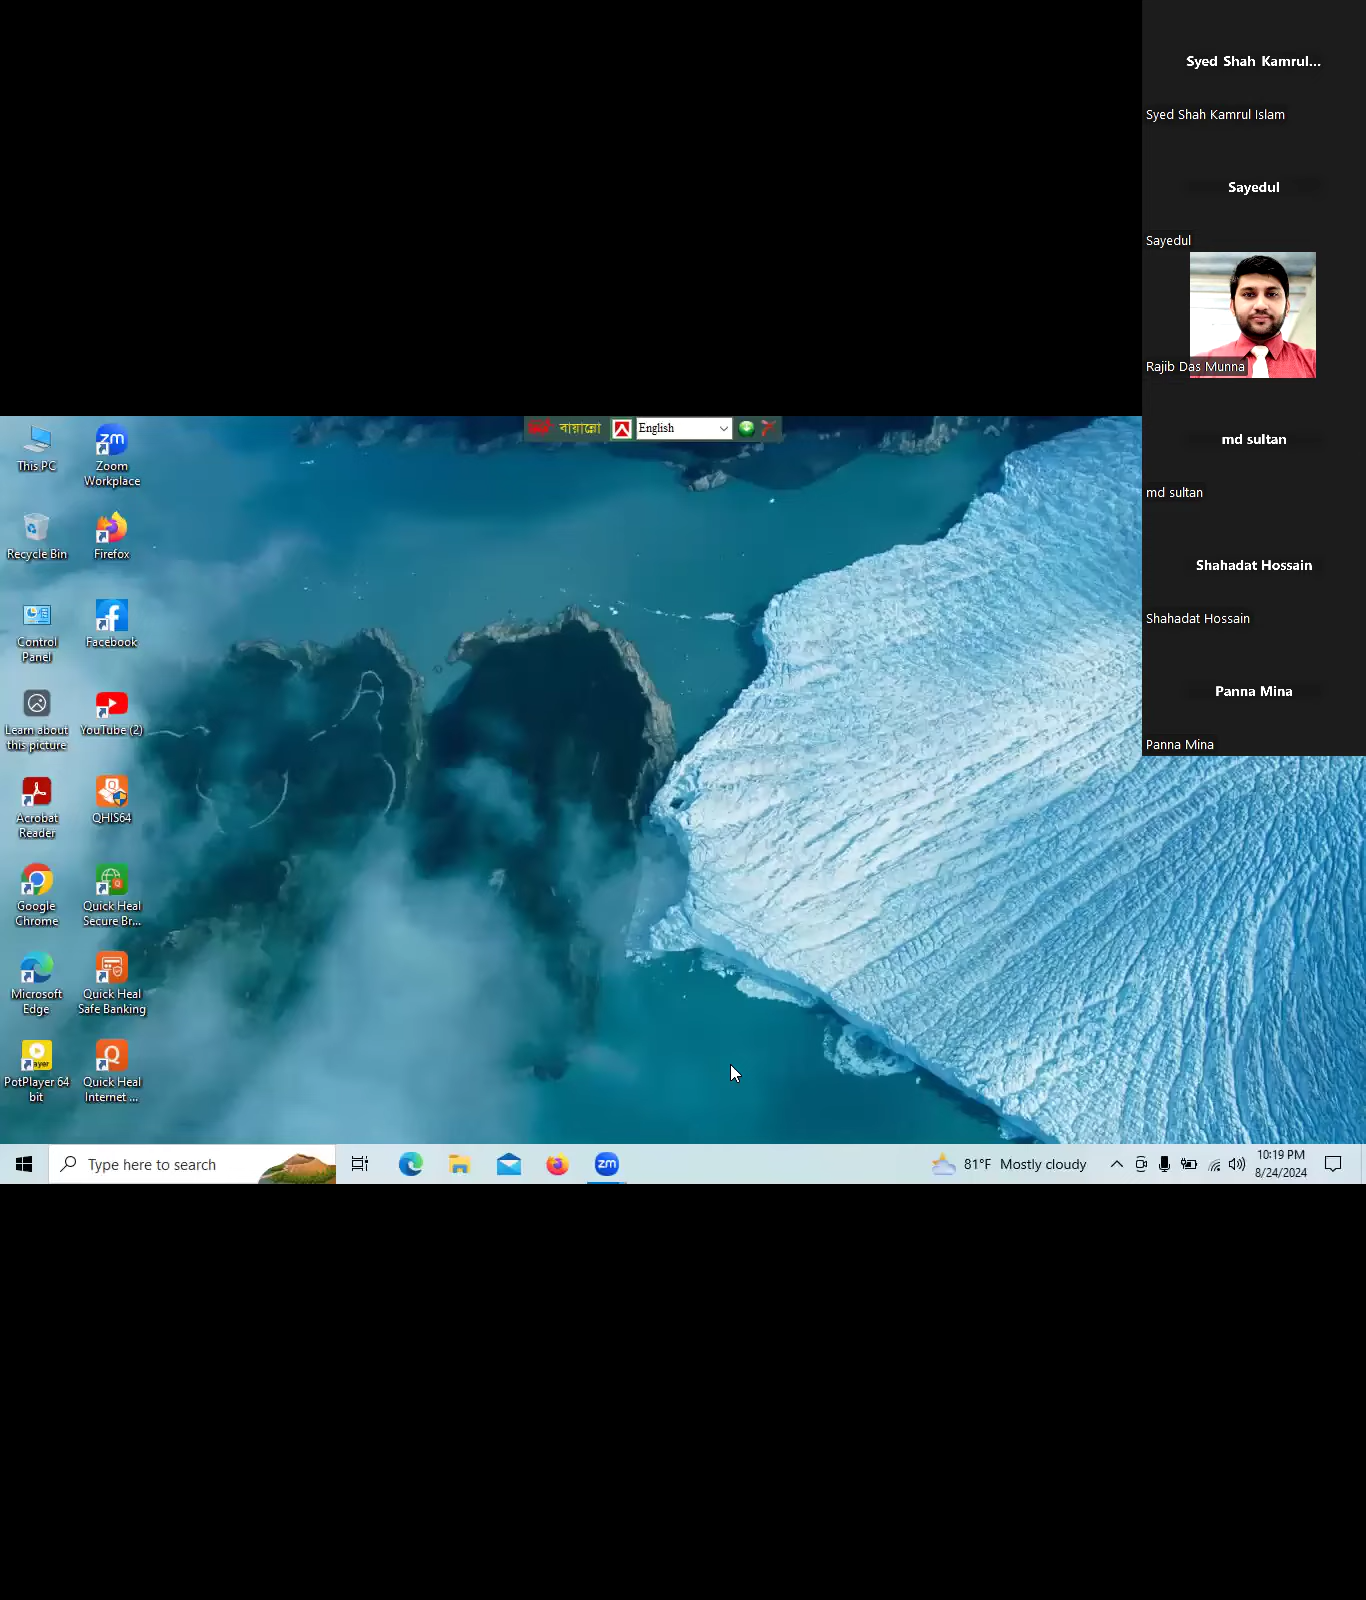 Syed Shah Kamrul...
Syed Shah Kamrul Islam
Sayedul
Sayedul
Rajib Das Munna
md sultan
md sultan
Shahadat Hossain
Shahadat Hossain
Panna Mina
Panna Mina
বায়ান্নো
English
This PC
zm
Zoom
Workplace
Recycle Bin
Firefox
Control
Panel
Facebook
Learn about
this picture
YouTube (2)
Acrobat
Reader
QHIS64
Google
Chrome
Quick Heal
Secure Br...
Microsoft
Edge
Quick Heal
Safe Banking
PotPlayer 64
bit
Quick Heal
Internet ...
Type here to search
zm
81°F Mostly cloudy
10:19 PM
8/24/2024